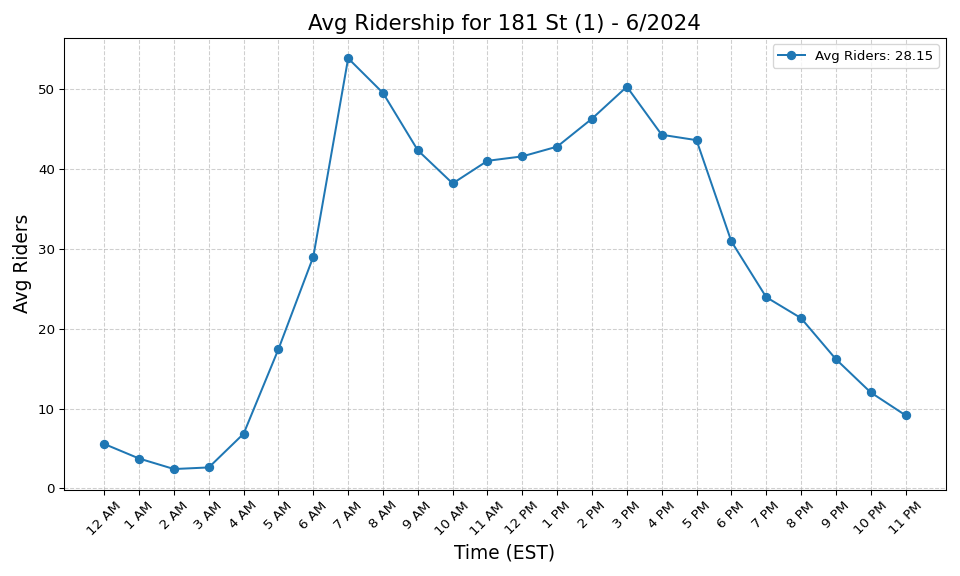 Avg Ridership for 181 St (1) - 6/2024
Avg Riders: 28.15
Avg Riders
50
40
30
20
10
0
12 AM
1 AM
2 AM
3 AM
4 AM
5 AM
6 AM
7 AM
8 AM
9 AM
10 AM
11 AM
12 PM
1 PM
2 PM
3 PM
4 PM
5 PM
6 PM
7 PM
8 PM
9 PM
10 PM
11 PM
Time (EST)